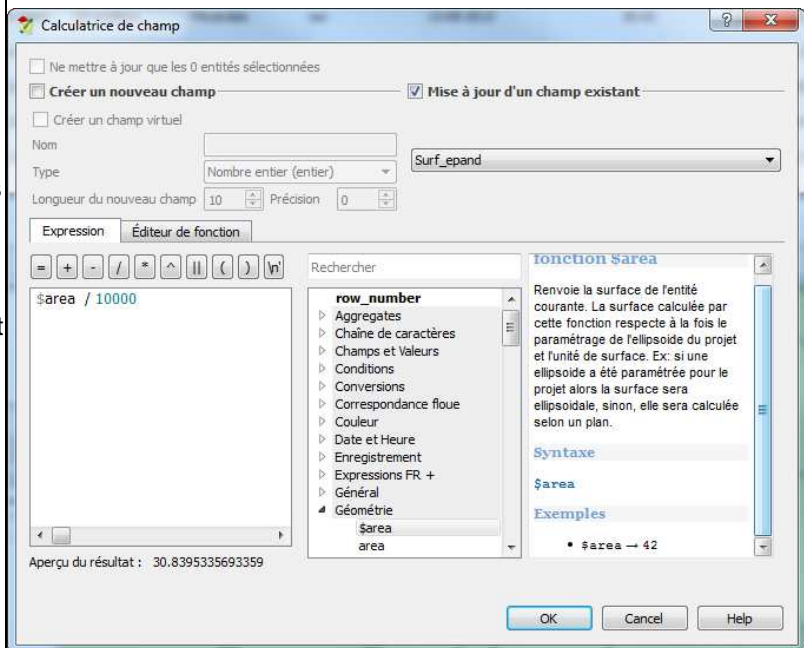 Calculatrice de champ
Ne mettre à jour que les 0 entités sélectionnées
Créer un nouveau champ
Mise à jour d'un champ existant
Créer un champ virtuel
Nom
Surf_epand
Type
Nombre entier (entier)
Longueur du nouveau champ
10
Précision
0
Expression
Éditeur de fonction
= + - / * ^ || ( ) \n'
Rechercher
$area / 10000
row_number
Aggregates
Chaîne de caractères
Champs et Valeurs
Conditions
Conversions
Correspondance floue
Couleur
Date et Heure
Enregistrement
Expressions FR +
Général
Géométrie
$area
area
fonction $area
Renvoie la surface de l'entité
courante. La surface calculée par
cette fonction respecte à la fois le
paramétrage de l'ellipsoide du projet
et l'unité de surface. Ex: si une
ellipsoide a été paramétrée pour le
projet alors la surface sera
ellipsoidale, sinon, elle sera calculée
selon un plan.
Syntaxe
$area
Exemples
• $area → 42
Aperçu du résultat : 30.8395335693359
OK
Cancel
Help